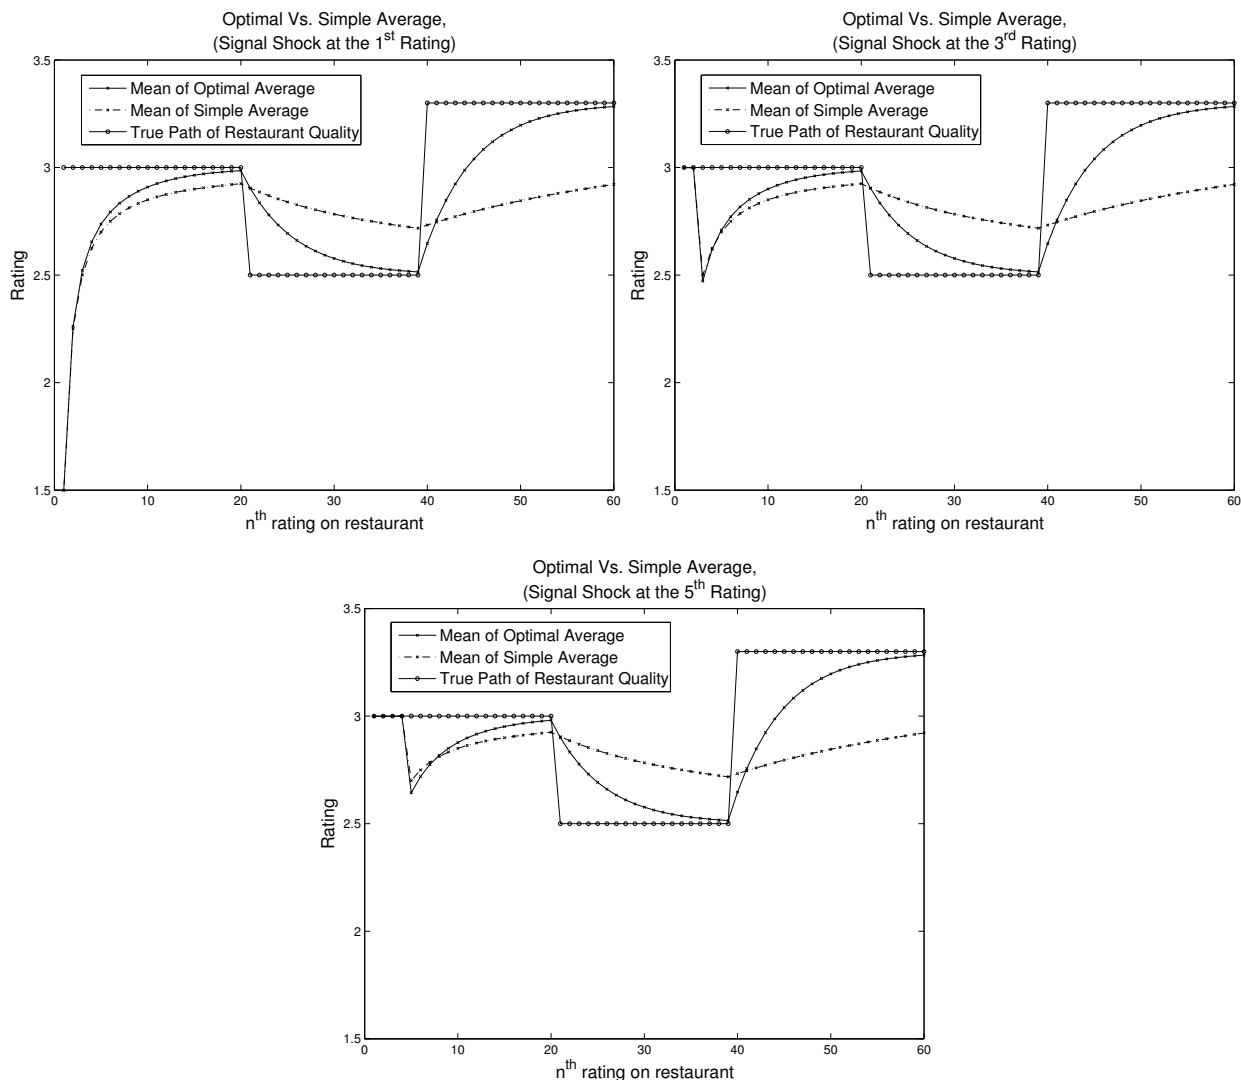 Optimal Vs. Simple Average,
(Signal Shock at the 1st Rating)
3.5
3
2.5
2
1.5
Rating
Mean of Optimal Average
Mean of Simple Average
True Path of Restaurant Quality
0 10 20 30 40 50 60
nth rating on restaurant
Optimal Vs. Simple Average,
(Signal Shock at the 3rd Rating)
3.5
3
2.5
2
1.5
Rating
Mean of Optimal Average
Mean of Simple Average
True Path of Restaurant Quality
0 10 20 30 40 50 60
nth rating on restaurant
Optimal Vs. Simple Average,
(Signal Shock at the 5th Rating)
3.5
3
2.5
2
1.5
Rating
Mean of Optimal Average
Mean of Simple Average
True Path of Restaurant Quality
0 10 20 30 40 50 60
nth rating on restaurant